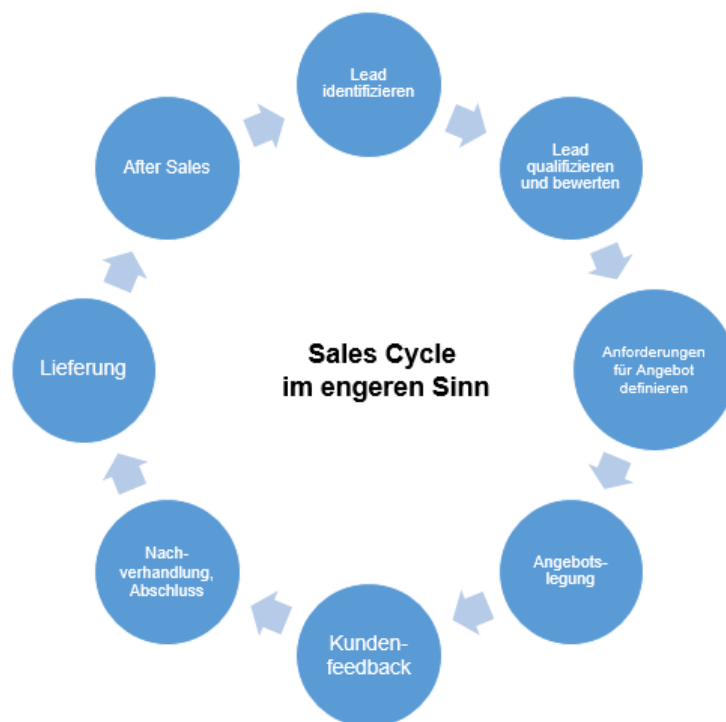 Lead
identifizieren
Lead
qualifizieren
und bewerten
Anforderungen
für Angebot
definieren
Angebots-
legung
Kunden-
feedback
Nach-
verhandlung,
Abschluss
Lieferung
After Sales
Sales Cycle
im engeren Sinn